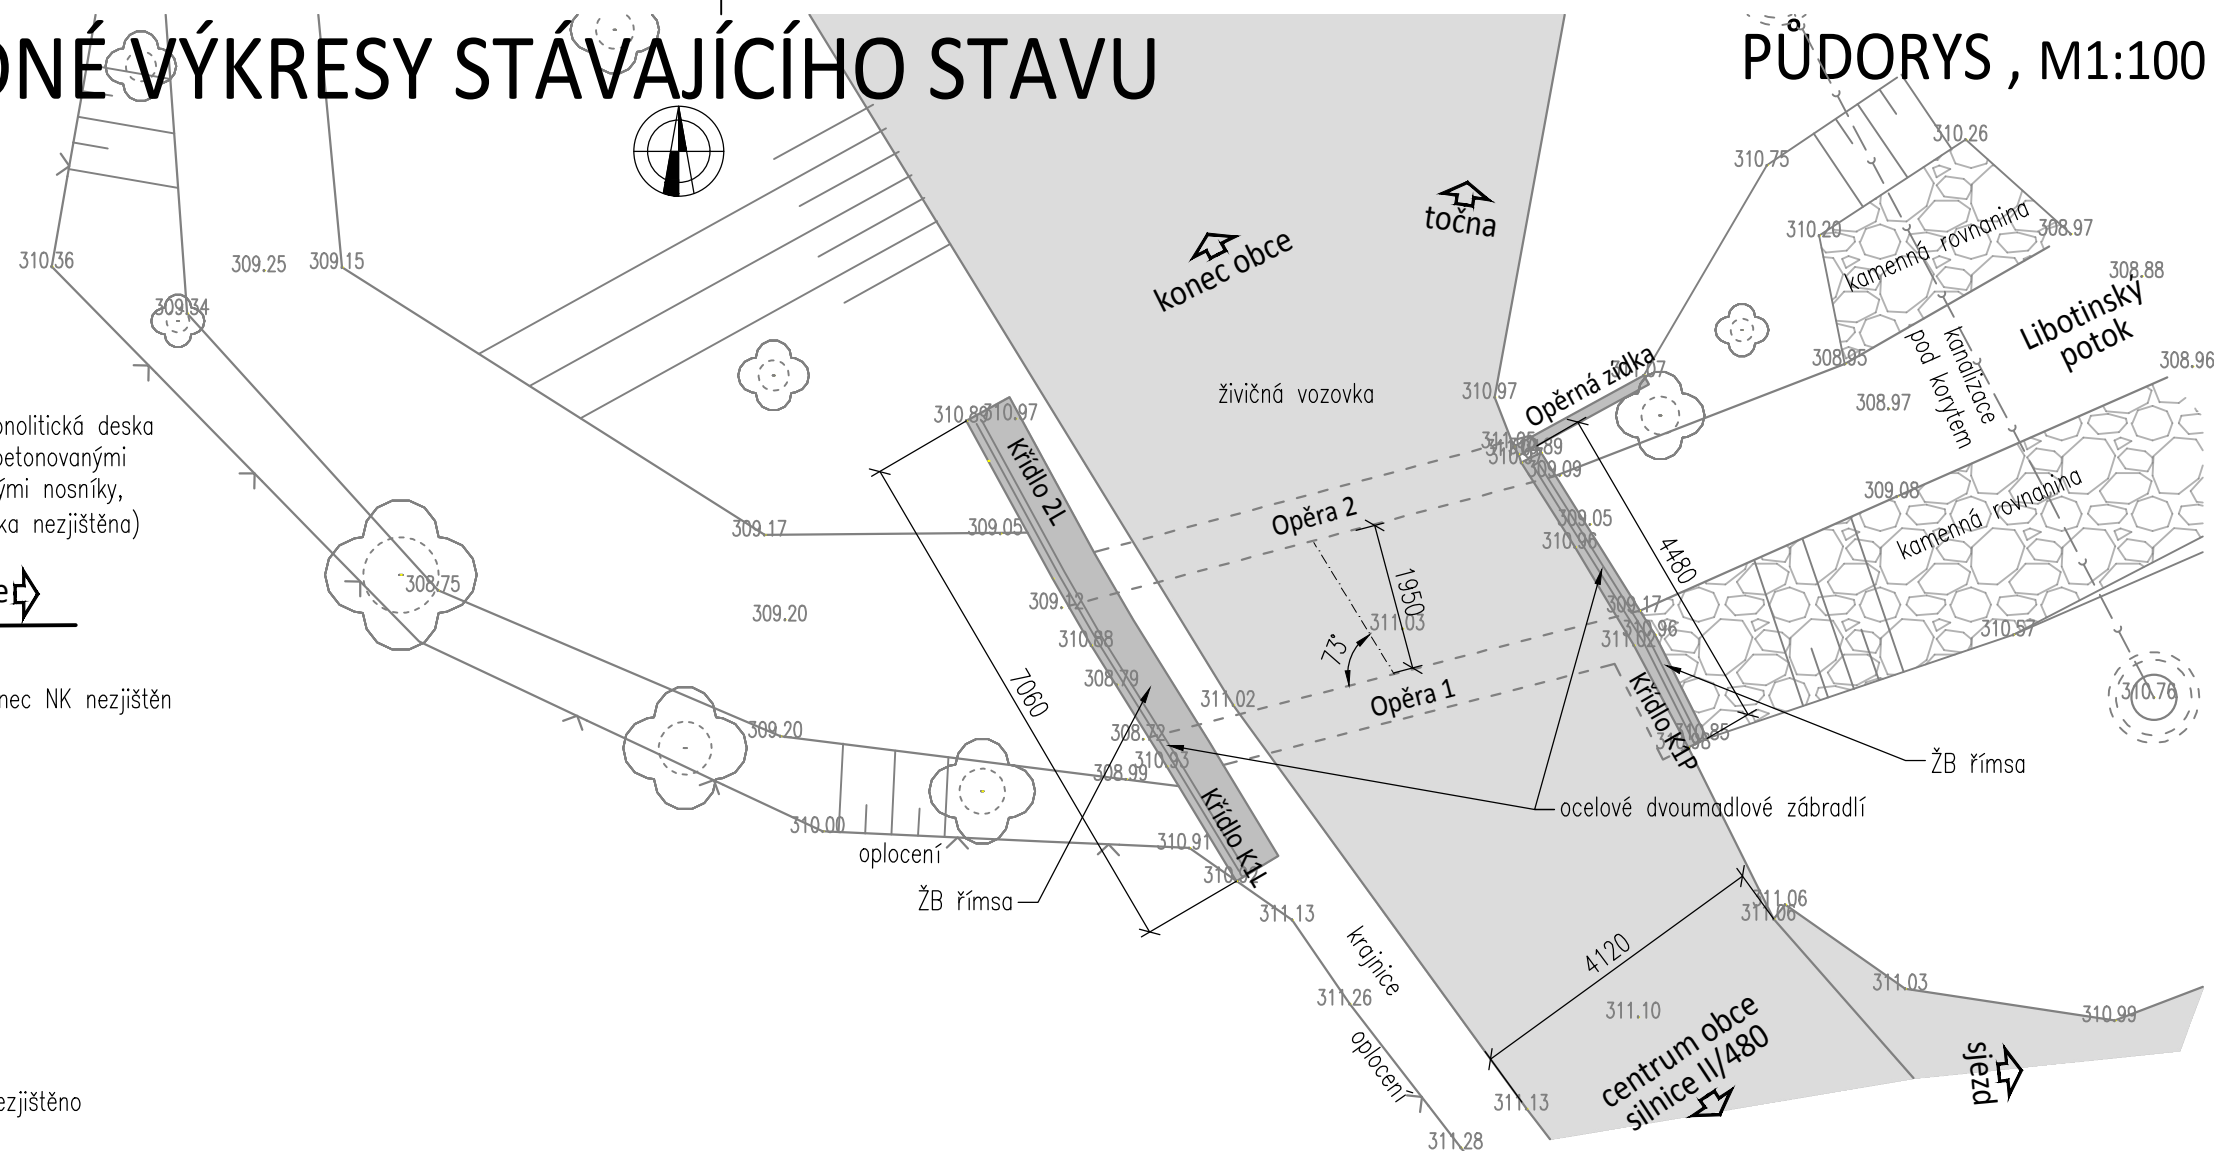 DNÉ VÝKRESY STÁVAJÍCÍHO STAVU
PŮDORYS , M1:100
310.26
310.75
310.20
kamenná rovnanina
308.97
308.88
točna
konec obce
310.36
309.25
309.15
309.34
Libotinský
potok
kanálizace
pod korytem
308.95
308.96
308.97
živičná vozovka
310.97
Opěrná zídka
310.89
310.97
onolitická deska
betonovanými
ými nosníky,
ka nezjištěna)
Křídlo 2L
309.17
309.05
Opěra 2
309.09
309.05
310.96
309.08
kamenná rovnanina
4480
1950
73°
308.75
309.20
309.12
310.88
308.79
311.03
309.17
310.96
311.02
310.57
Opěra 1
7060
311.02
nec NK nezjištěn
Křídlo K1P
310.85
310.76
309.20
308.72
310.93
308.99
ŽB římsa
ocelové dvoumadlové zábradlí
310.00
oplocení
310.91
Křídlo K1L
ŽB římsa
311.13
311.06
311.06
krajnice
4120
311.03
310.99
311.26
311.10
oplocení
centrum obce
silnice II/480
sjezd
311.13
311.28
ezjištěno